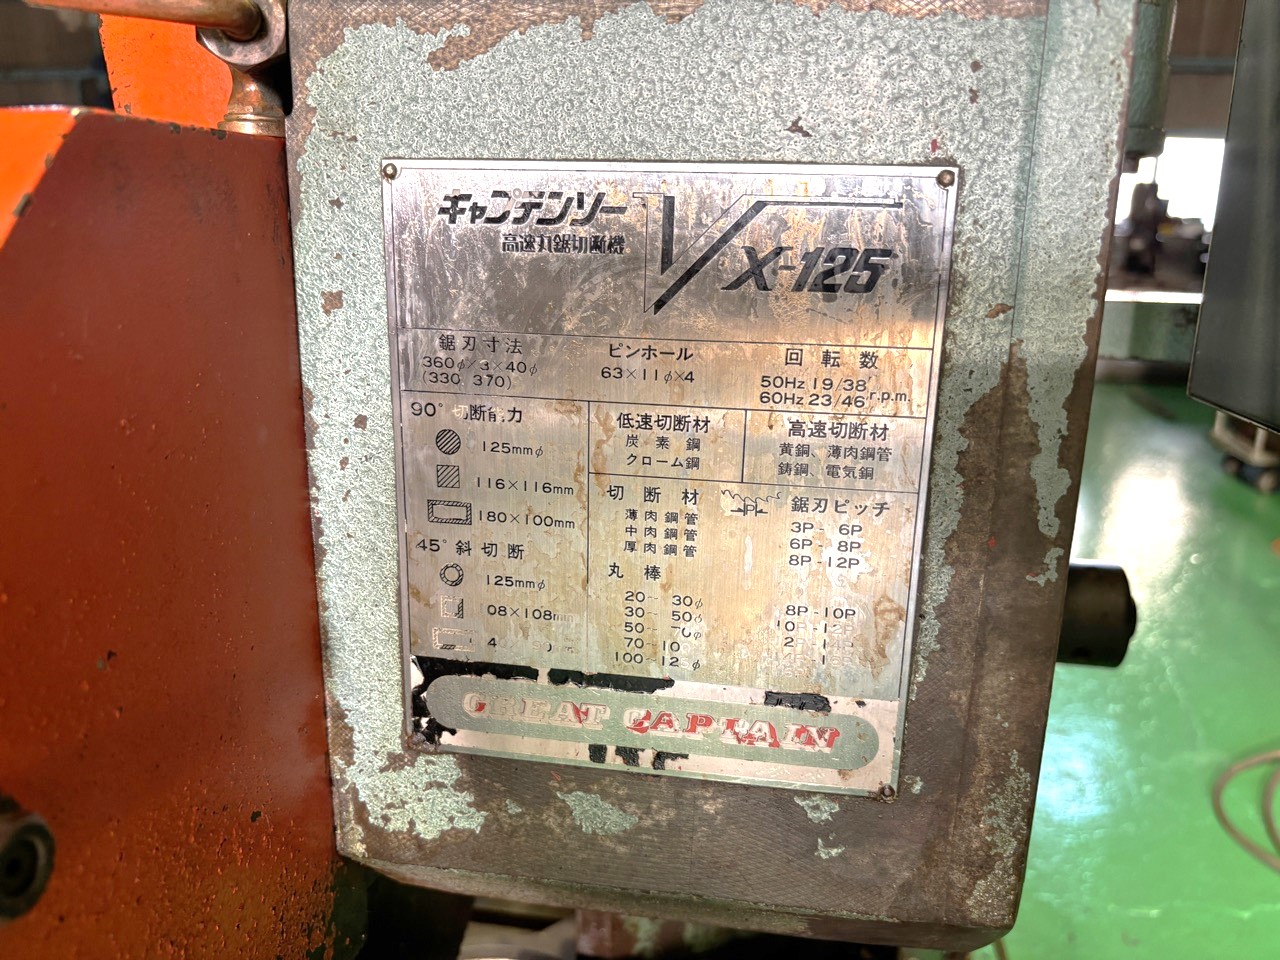 キャプテンソー
高速丸鋸切断機
VX-125
鋸刃寸法
360φ×3×40φ
(330, 370)
ピンホール
63×11φ×4
回転数
50Hz 19/38 r.p.m.
60Hz 23/46
90°切断能力
125mmφ
116×116mm
180×100mm
45°斜切断
125mmφ
低速切断材
炭素鋼
クローム鋼
高速切断材
黄銅、薄肉鋼管
鋳鋼、電気銅
切断材
鋸刃ピッチ
薄肉鋼管 3P-6P
中肉鋼管 6P-8P
厚肉鋼管 8P-12P
丸棒
20-30φ 8P-10P
30-50φ
50-70φ
GREAT CAPTAIN